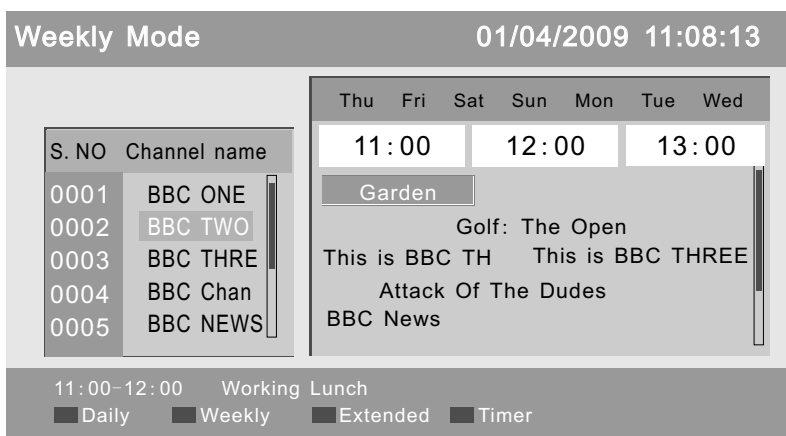 Weekly Mode 01/04/2009 11:08:13
Thu Fri Sat Sun Mon Tue Wed
S. NO Channel name
11:00 12:00 13:00
0001 BBC ONE
0002 BBC TWO
0003 BBC THRE
0004 BBC Chan
0005 BBC NEWS
Garden
Golf: The Open
This is BBC TH This is BBC THREE
Attack Of The Dudes
BBC News
11:00-12:00 Working Lunch
Daily Weekly Extended Timer